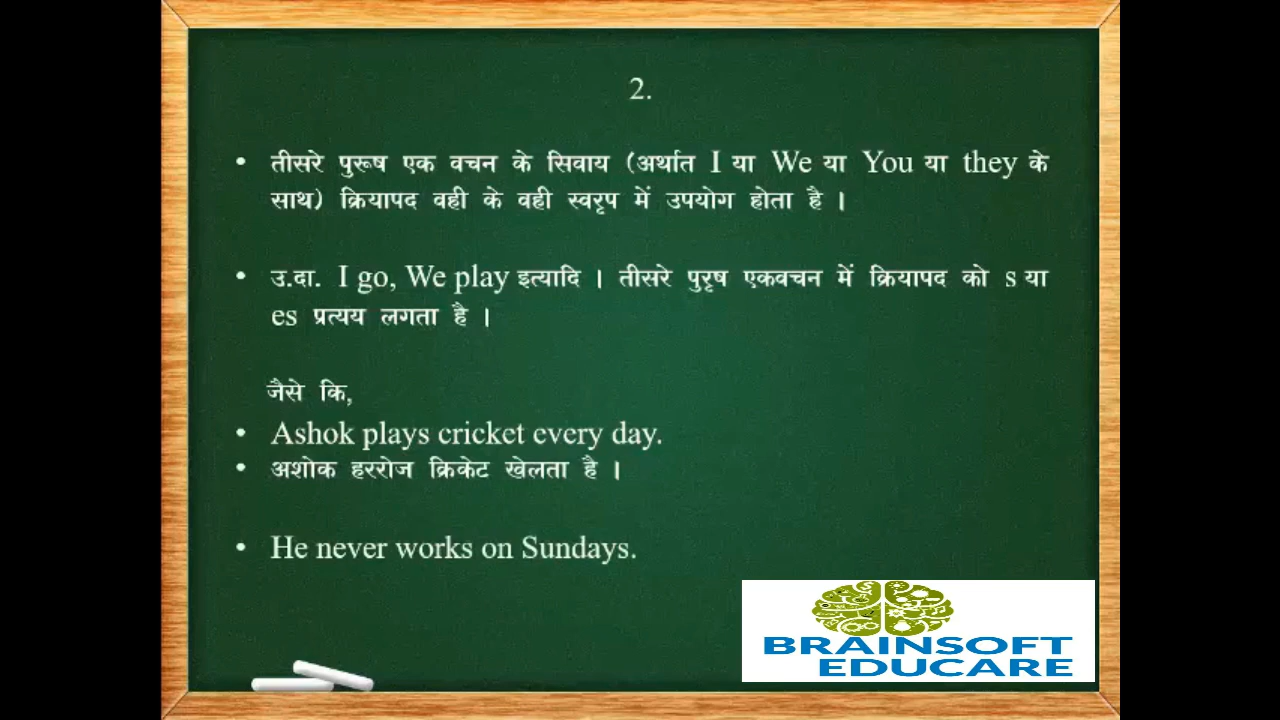 2.
• तीसरे पुरूष एक वचन के सिवाय (अर्थात I या We या You या they के
साथ) क्रियापद वही के वही स्वरृप में उपयोग होता है ।
• उ.दा. I go, We play इत्यादि । तीसरे पुरृष एकवचन में क्रियापद को s या
es प्रत्यय लगता है ।
जैसे कि,
• Ashok plays cricket every day.
• अशोक हररोज क्रिकेट खेलता है ।
• He never works on Sundays.
BRAINSOFT
EDUCARE